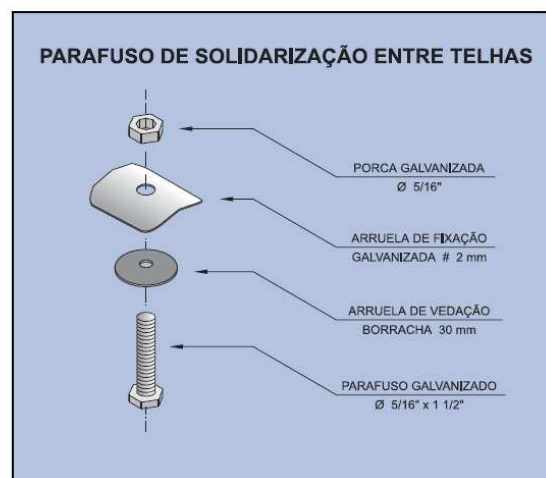 PARAFUSO DE SOLIDARIZAÇÃO ENTRE TELHAS
PORCA GALVANIZADA
Ø 5/16"
ARRUELA DE FIXAÇÃO
GALVANIZADA # 2 mm
ARRUELA DE VEDAÇÃO
BORRACHA 30 mm
PARAFUSO GALVANIZADO
Ø 5/16" x 1 1/2"